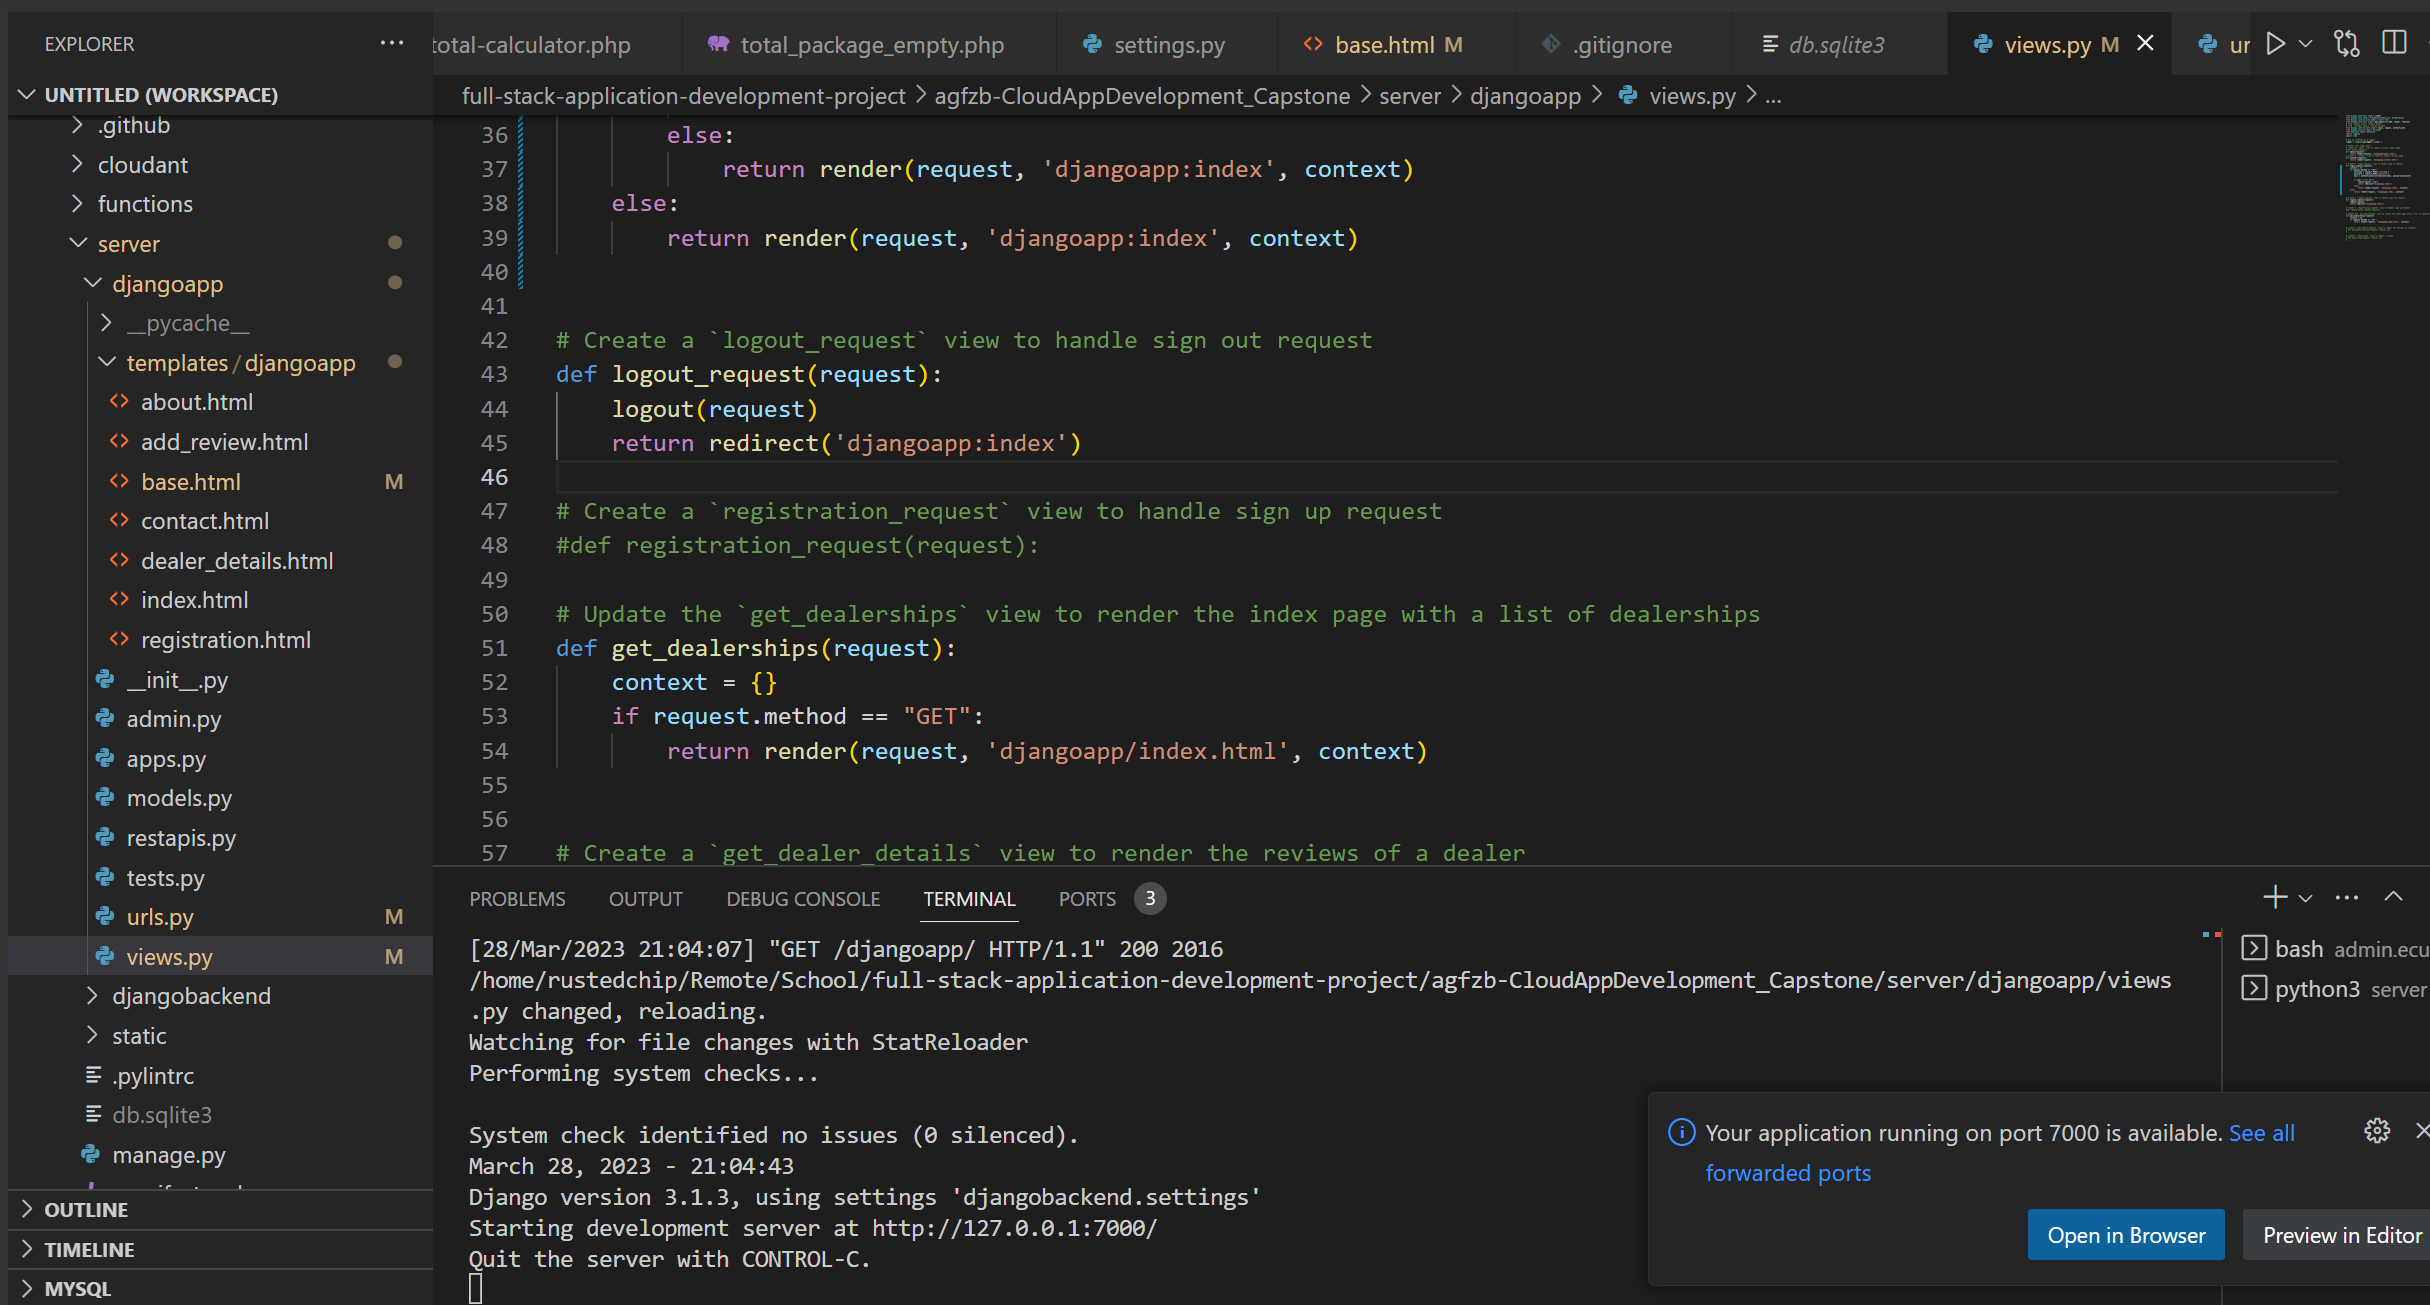 EXPLORER
UNTITLED (WORKSPACE)
.github
cloudant
functions
server
djangoapp
__pycache__
templates/djangoapp
about.html
add_review.html
base.html M
contact.html
dealer_details.html
index.html
registration.html
__init__.py
admin.py
apps.py
models.py
restapis.py
tests.py
urls.py M
views.py M
djangobackend
static
.pylintrc
db.sqlite3
manage.py
OUTLINE
TIMELINE
MYSQL
total-calculator.php total_package_empty.php settings.py base.html M .gitignore db.sqlite3 views.py M ur
full-stack-application-development-project > agfzb-CloudAppDevelopment_Capstone > server > djangoapp > views.py > ...
36 else:
37 return render(request, 'djangoapp:index', context)
38 else:
39 return render(request, 'djangoapp:index', context)
40
41
42 # Create a `logout_request` view to handle sign out request
43 def logout_request(request):
44 logout(request)
45 return redirect('djangoapp:index')
46
47 # Create a `registration_request` view to handle sign up request
48 #def registration_request(request):
49
50 # Update the `get_dealerships` view to render the index page with a list of dealerships
51 def get_dealerships(request):
52 context = {}
53 if request.method == "GET":
54 return render(request, 'djangoapp/index.html', context)
55
56
57 # Create a `get_dealer_details` view to render the reviews of a dealer
PROBLEMS OUTPUT DEBUG CONSOLE TERMINAL PORTS 3
[28/Mar/2023 21:04:07] "GET /djangoapp/ HTTP/1.1" 200 2016
/home/rustedchip/Remote/School/full-stack-application-development-project/agfzb-CloudAppDevelopment_Capstone/server/djangoapp/views
.py changed, reloading.
Watching for file changes with StatReloader
Performing system checks...
System check identified no issues (0 silenced).
March 28, 2023 - 21:04:43
Django version 3.1.3, using settings 'djangobackend.settings'
Starting development server at http://127.0.0.1:7000/
Quit the server with CONTROL-C.
bash admin.ecu
python3 server
Your application running on port 7000 is available. See all
forwarded ports
Open in Browser
Preview in Editor